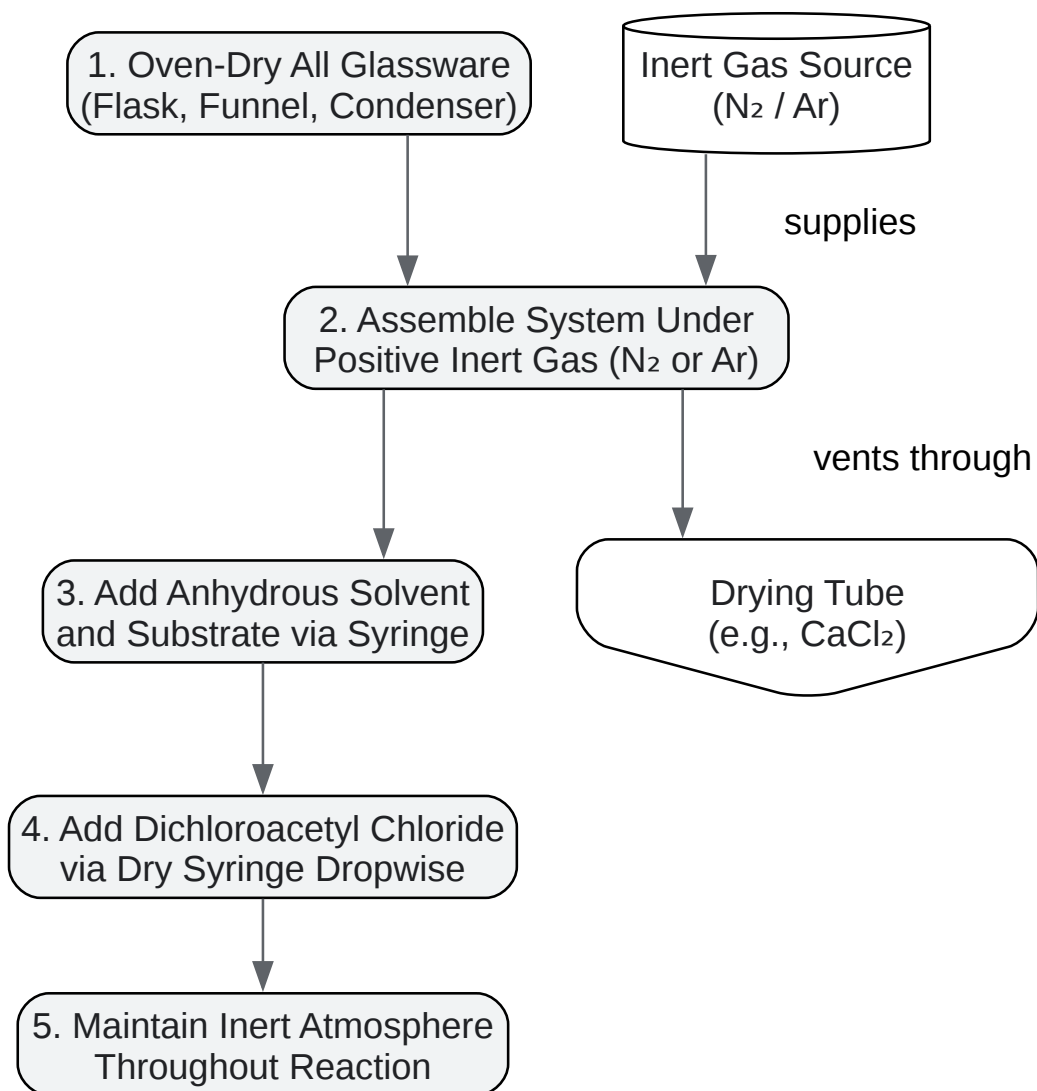 1. Oven-Dry All Glassware
(Flask, Funnel, Condenser)
Inert Gas Source
(N₂ / Ar)
supplies
2. Assemble System Under
Positive Inert Gas (N₂ or Ar)
vents through
3. Add Anhydrous Solvent
and Substrate via Syringe
Drying Tube
(e.g., CaCl₂)
4. Add Dichloroacetyl Chloride
via Dry Syringe Dropwise
5. Maintain Inert Atmosphere
Throughout Reaction